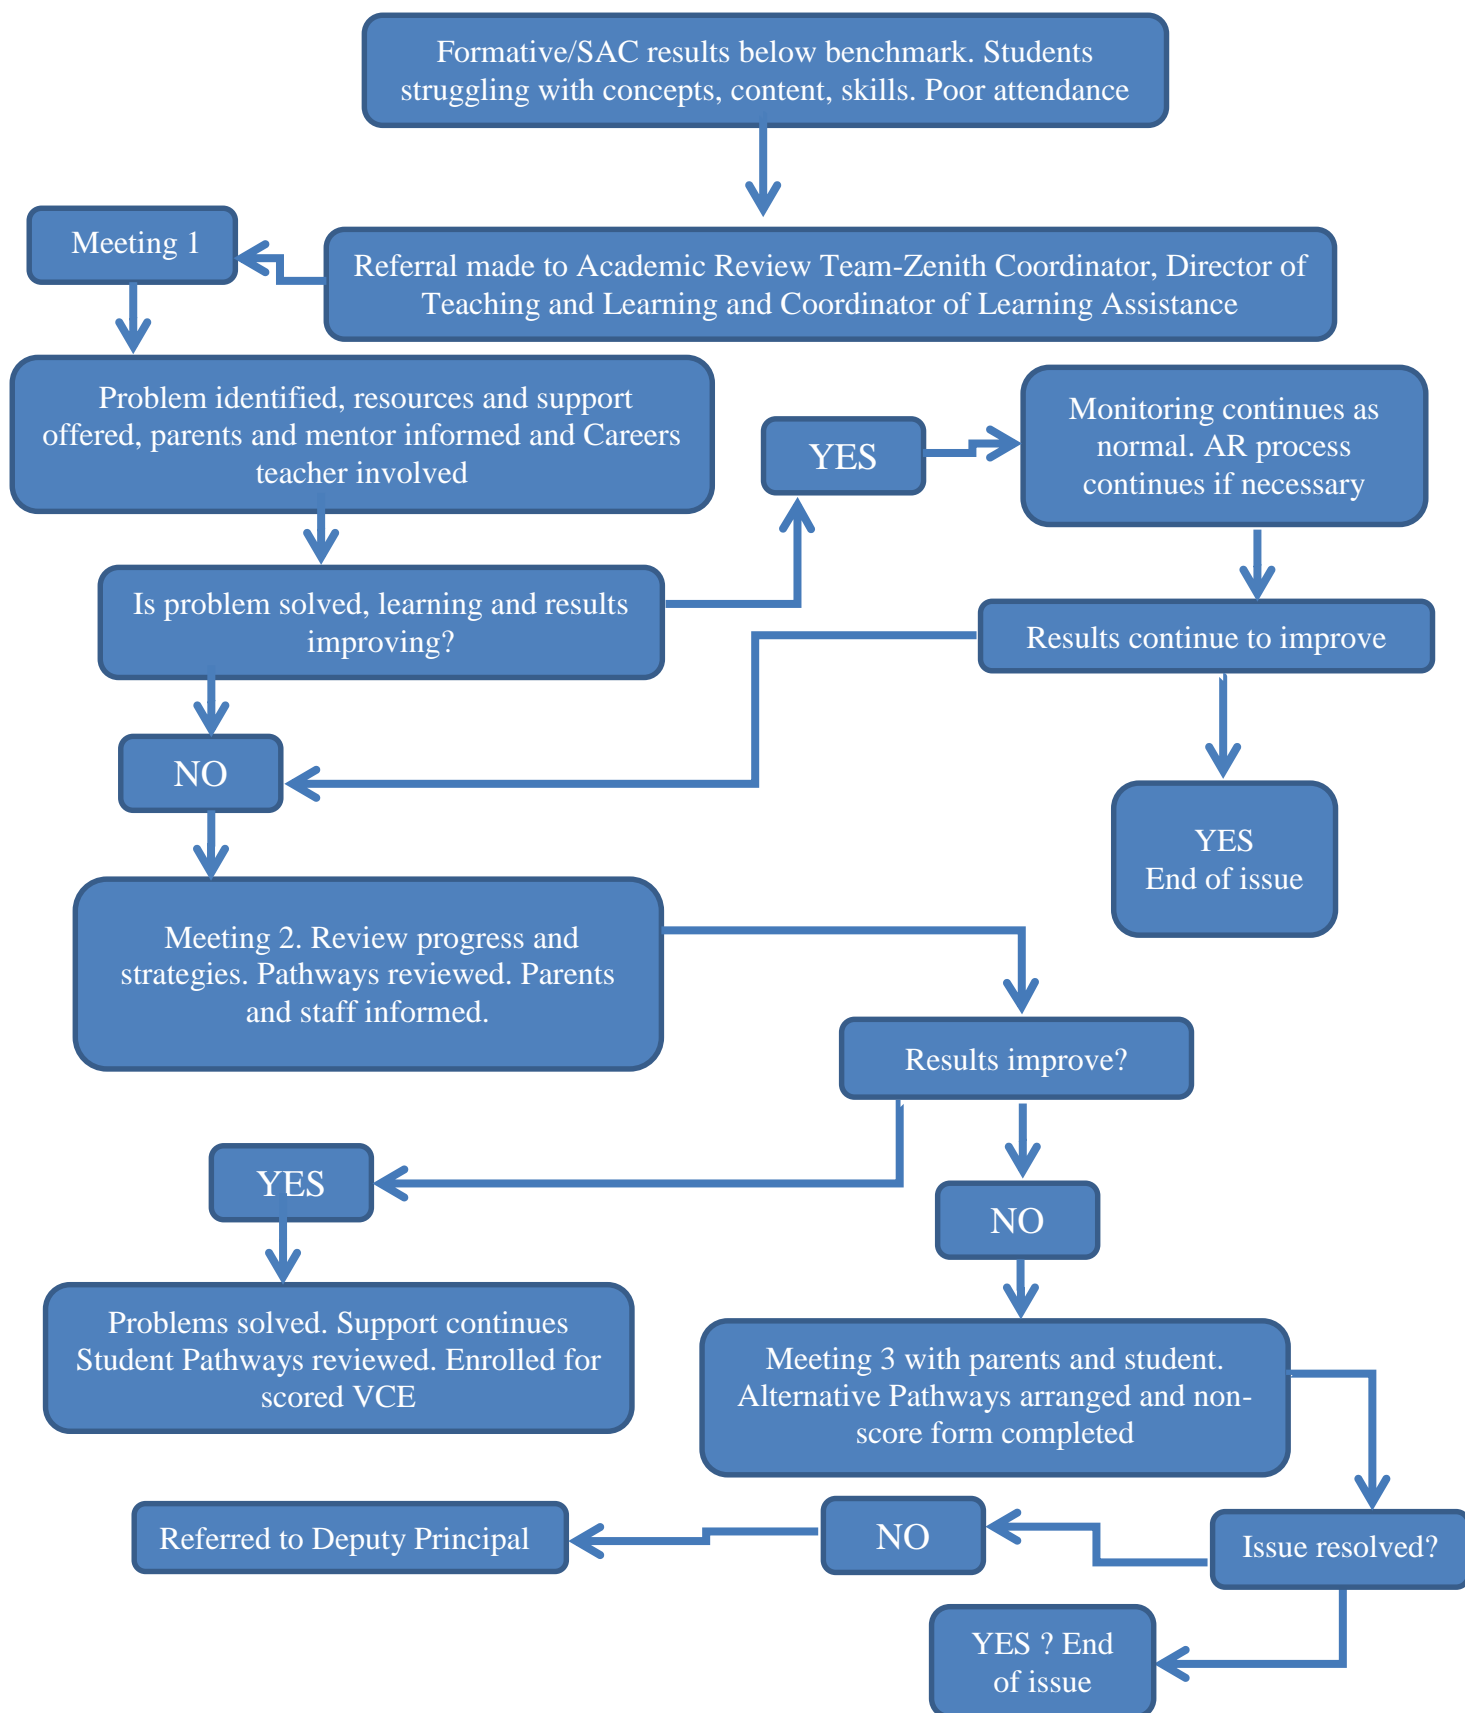 Formative/SAC results below benchmark. Students
struggling with concepts, content, skills. Poor attendance
Meeting 1
Referral made to Academic Review Team-Zenith Coordinator, Director of
Teaching and Learning and Coordinator of Learning Assistance
Problem identified, resources and support
offered, parents and mentor informed and Careers
teacher involved
YES
Monitoring continues as
normal. AR process
continues if necessary
Is problem solved, learning and results
improving?
Results continue to improve
NO
YES
End of issue
Meeting 2. Review progress and
strategies. Pathways reviewed. Parents
and staff informed.
Results improve?
YES
NO
Problems solved. Support continues
Student Pathways reviewed. Enrolled for
scored VCE
Meeting 3 with parents and student.
Alternative Pathways arranged and non-
score form completed
Referred to Deputy Principal
NO
Issue resolved?
YES ? End
of issue